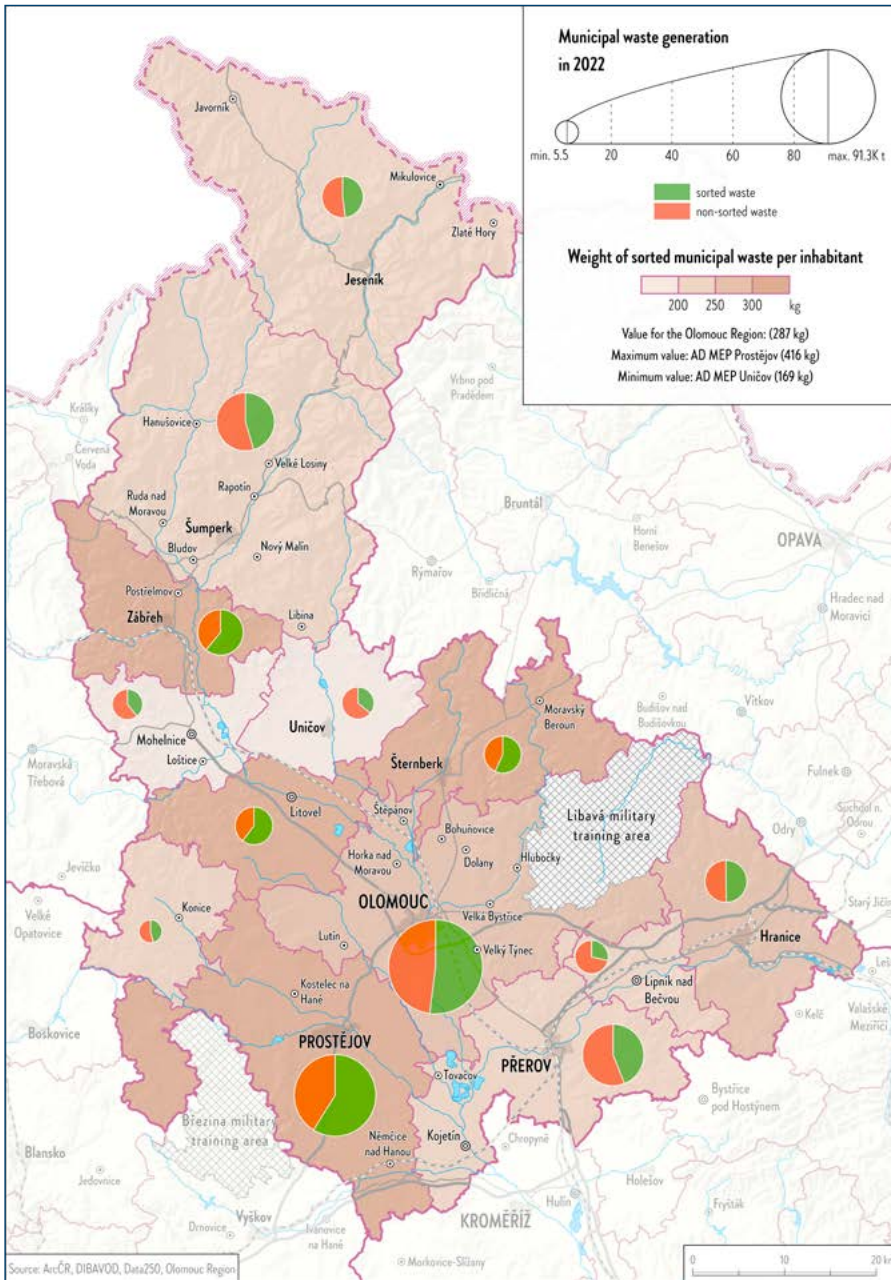 Municipal waste generation
in 2022
min. 5.5
20
40
60
80
max. 91.3K t
sorted waste
non-sorted waste
Weight of sorted municipal waste per inhabitant
200
250
300
kg
Value for the Olomouc Region: (287 kg)
Maximum value: AD MEP Prostějov (416 kg)
Minimum value: AD MEP Uničov (169 kg)
Javorník
Mikulovice
Zlaté Hory
Jeseník
Vrbno pod
Pradědem
Králíky
Hanušovice
Červená
Voda
Velké Losiny
Rapotín
Ruda nad
Moravou
Šumperk
Bruntál
Horní
Benešov
OPAVA
Bludov
Nový Malín
Rýmařov
Břidličná
Postřelmov
Zábřeh
Libina
Hradec nad
Moravicí
Uničov
Moravský
Beroun
Budišov nad
Budišovkou
Vítkov
Mohelnice
Loštice
Moravská
Třebová
Šternberk
Fulnek
Litovel
Štěpánov
Libavá military
training area
Suchdol n.
Odrou
Odry
Bohuňovice
Dolany
Hlubočky
Horka nad
Moravou
Jevíčko
Velké
Opatovice
Konice
OLOMOUC
Velká Bystřice
Starý Jičín
Lutín
Velký Týnec
Hranice
Kostelec na
Hané
Lipník nad
Bečvou
Kelč
Valašské
Meziříčí
Boskovice
PROSTĚJOV
PŘEROV
Tovačov
Bystřice
pod Hostýnem
Březina military
training area
Kojetín
Chropyně
Němčice
nad Hanou
Blansko
Jedovnice
Holešov
Hulín
Vyškov
Drnovice
Ivanovice
na Hané
KROMĚŘÍŽ
Fryšták
Morkovice-Slížany
Source: ArcČR, DIBAVOD, Data250, Olomouc Region
0
10
20 km